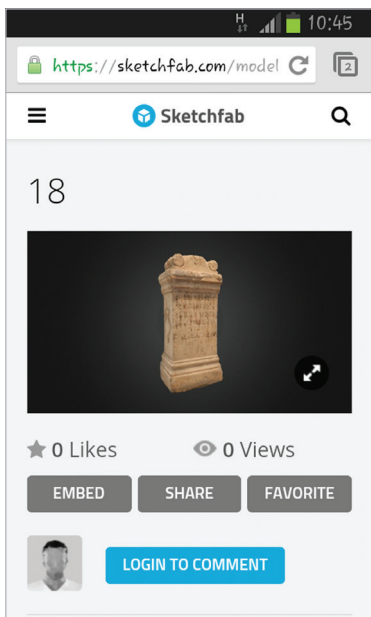 H 10:45
https://sketchfab.com/model 2
Sketchfab
18
0 Likes 0 Views
EMBED SHARE FAVORITE
LOGIN TO COMMENT